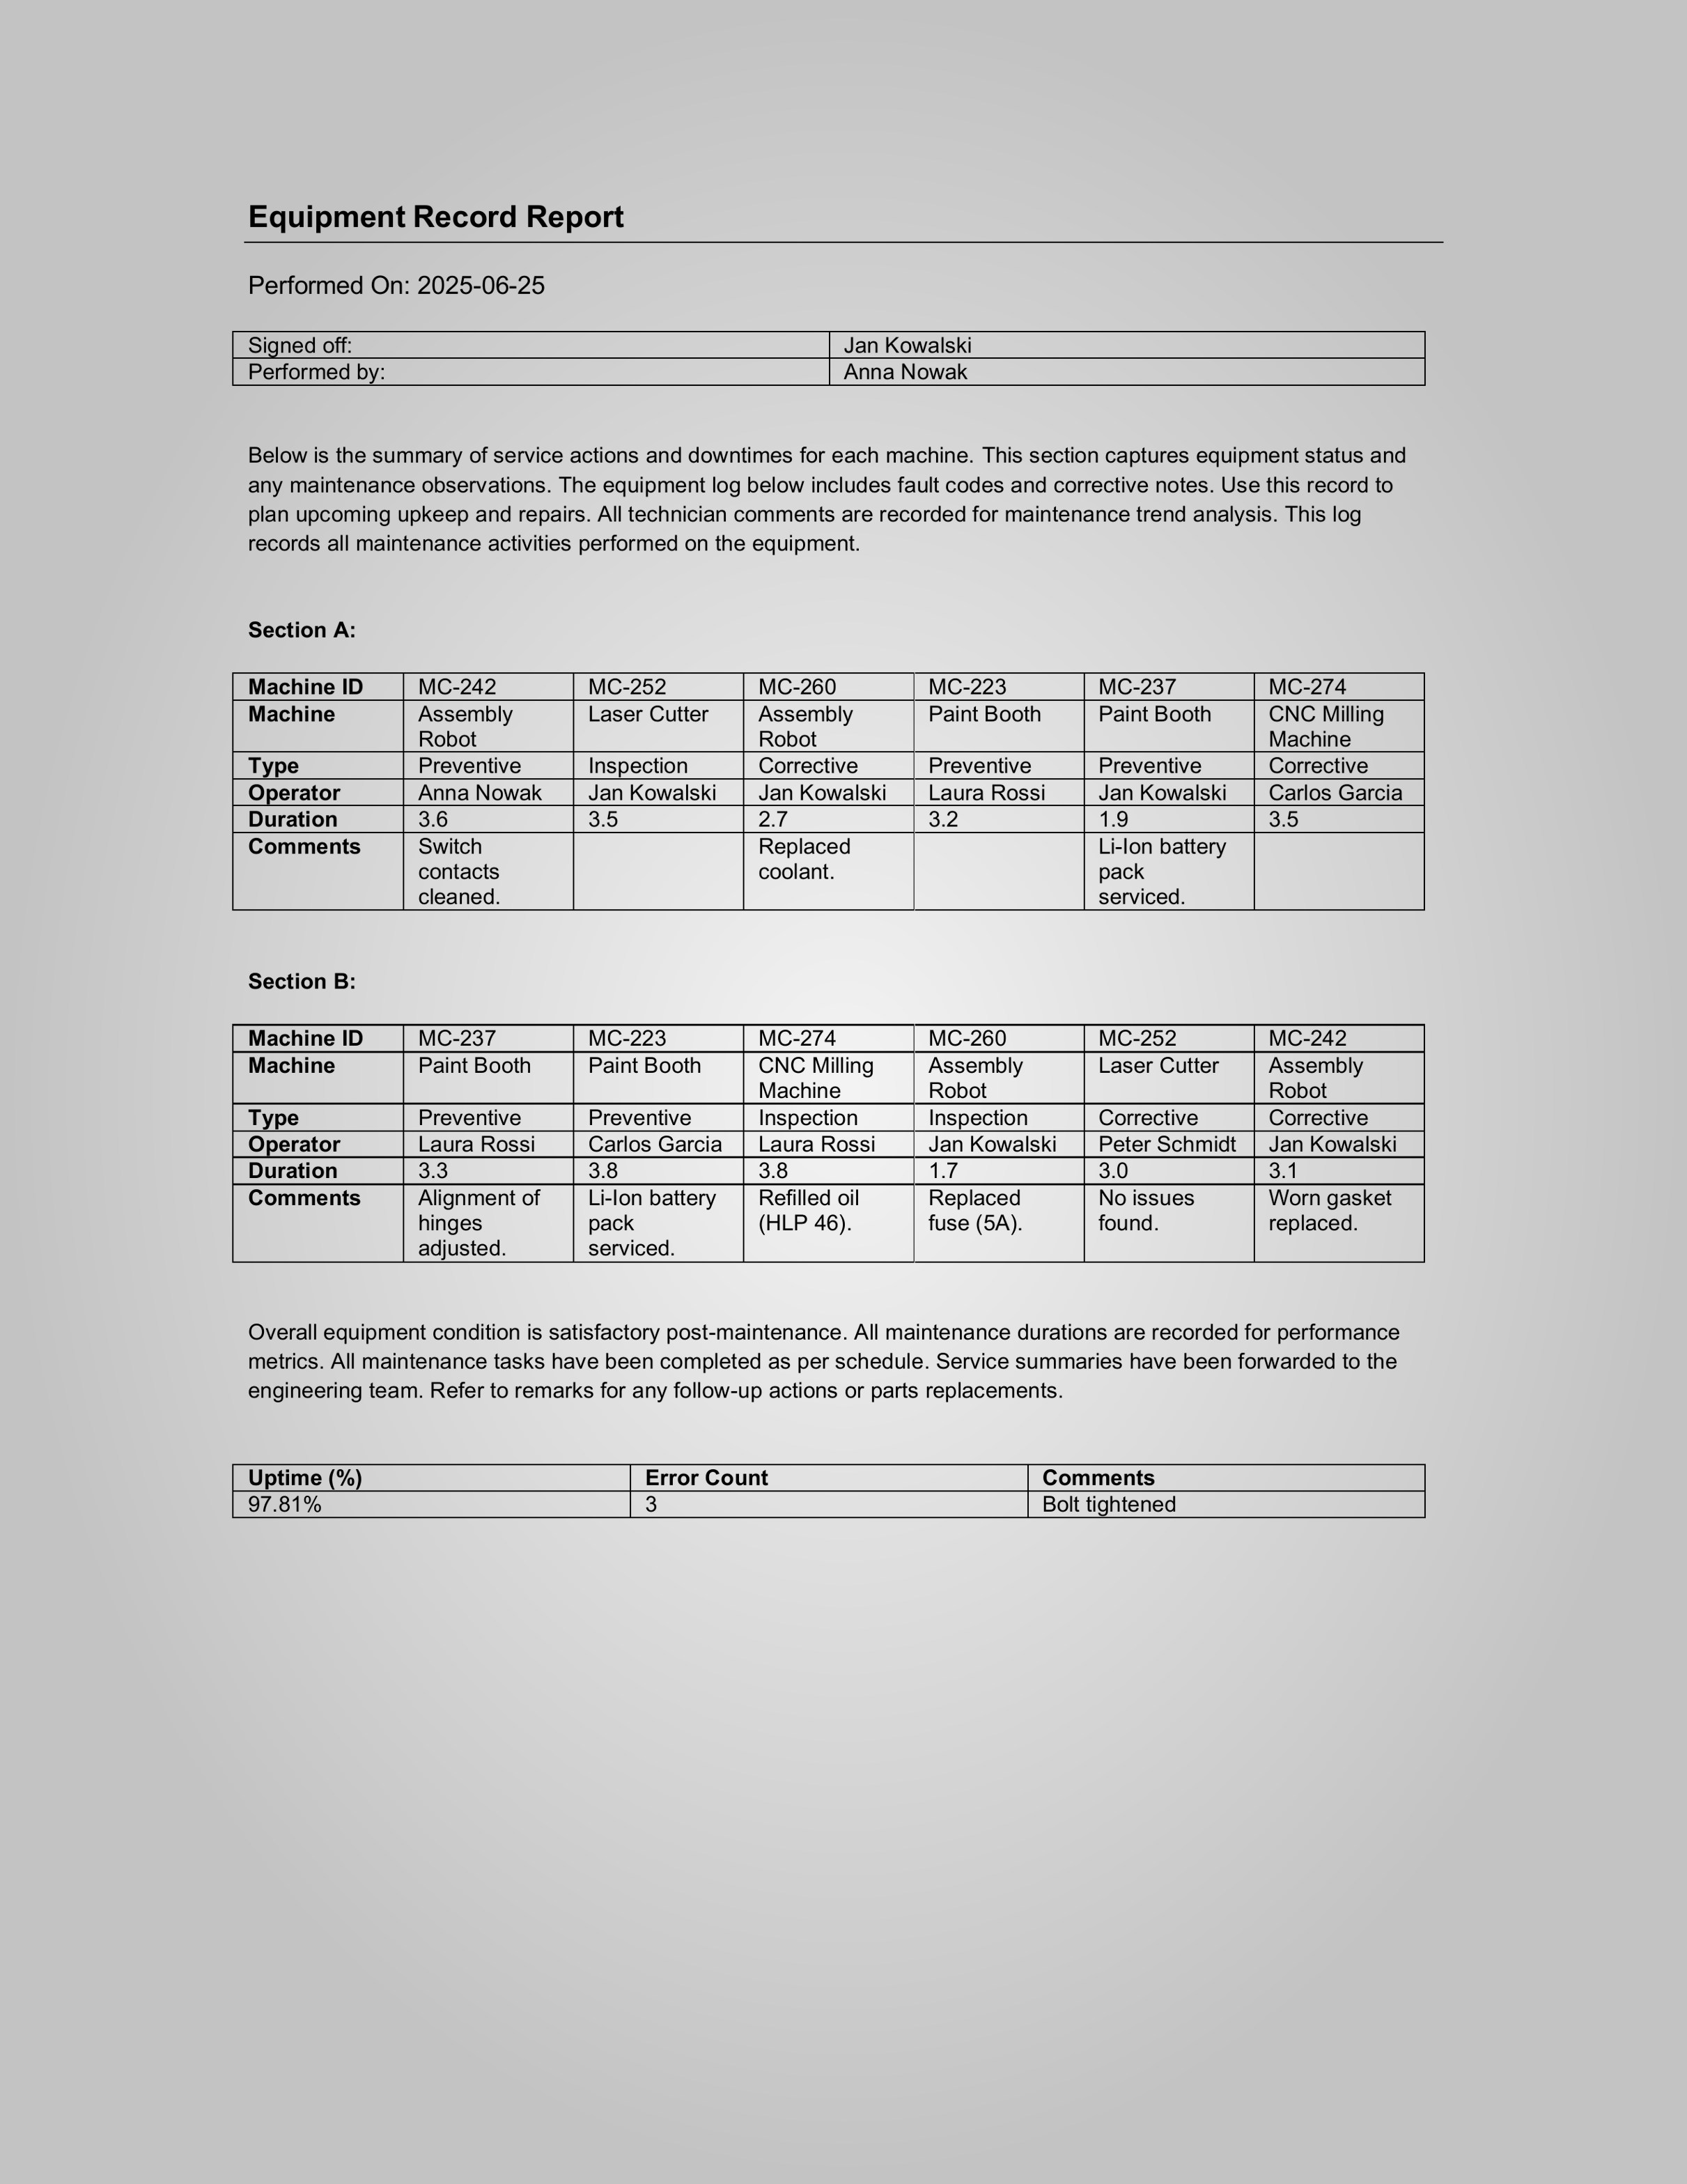 Equipment Record Report
Performed On: 2025-06-25
Signed off: Jan Kowalski
Performed by: Anna Nowak
Below is the summary of service actions and downtimes for each machine. This section captures equipment status and
any maintenance observations. The equipment log below includes fault codes and corrective notes. Use this record to
plan upcoming upkeep and repairs. All technician comments are recorded for maintenance trend analysis. This log
records all maintenance activities performed on the equipment.
Section A:
Machine ID MC-242 MC-252 MC-260 MC-223 MC-237 MC-274
Machine Assembly Laser Cutter Assembly Paint Booth Paint Booth CNC Milling
Robot Robot Machine
Type Preventive Inspection Corrective Preventive Preventive Corrective
Operator Anna Nowak Jan Kowalski Jan Kowalski Laura Rossi Jan Kowalski Carlos Garcia
Duration 3.6 3.5 2.7 3.2 1.9 3.5
Comments Switch Replaced Li-Ion battery
contacts coolant. pack
cleaned. serviced.
Section B:
Machine ID MC-237 MC-223 MC-274 MC-260 MC-252 MC-242
Machine Paint Booth Paint Booth CNC Milling Assembly Laser Cutter Assembly
Machine Robot Robot
Type Preventive Preventive Inspection Inspection Corrective Corrective
Operator Laura Rossi Carlos Garcia Laura Rossi Jan Kowalski Peter Schmidt Jan Kowalski
Duration 3.3 3.8 3.8 1.7 3.0 3.1
Comments Alignment of Li-Ion battery Refilled oil Replaced No issues Worn gasket
hinges pack (HLP 46). fuse (5A). found. replaced.
adjusted. serviced.
Overall equipment condition is satisfactory post-maintenance. All maintenance durations are recorded for performance
metrics. All maintenance tasks have been completed as per schedule. Service summaries have been forwarded to the
engineering team. Refer to remarks for any follow-up actions or parts replacements.
Uptime (%) Error Count Comments
97.81% 3 Bolt tightened